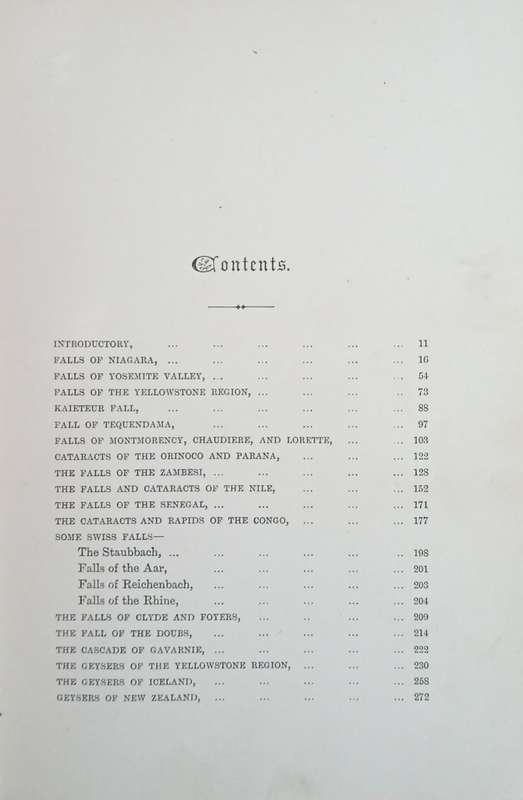 Contents.
INTRODUCTORY, ... ... ... ... ... ... 11
FALLS OF NIAGARA, ... ... ... ... ... ... 16
FALLS OF YOSEMITE VALLEY, ... ... ... ... ... 54
FALLS OF THE YELLOWSTONE REGION, ... ... ... .. 73
KAIETEUR FALL, ... ... ... ... ... ... 88
FALL OF TEQUENDAMA, ... ... ... ... ... 97
FALLS OF MONTMORENCY, CHAUDIERE, AND LORETTE, ... ... 103
CATARACTS OF THE ORINOCO AND PARANA, ... ... ... 122
THE FALLS OF THE ZAMBESI, ... ... ... ... ... 128
THE FALLS AND CATARACTS OF THE NILE, ... ... ... 152
THE FALLS OF THE SENEGAL, ... ... ... ... ... 171
THE CATARACTS AND RAPIDS OF THE CONGO, ... ... ... 177
SOME SWISS FALLS—
The Staubbach, ... ... ... ... ... .. 198
Falls of the Aar, ... ... ... ... ... 201
Falls of Reichenbach, ... ... ... ... ... 203
Falls of the Rhine, ... ... ... ... ... 204
THE FALLS OF CLYDE AND FOYERS, ... .. ... ... ... 209
THE FALL OF THE DOUBS, ... ... ... ... ... 214
THE CASCADE OF GAVARNIE, ... ... ... ... ... 222
THE GEYSERS OF THE YELLOWSTONE REGION, ... ... ... 230
THE GEYSERS OF ICELAND, ... ... ... ... ... 258
GEYSERS OF NEW ZEALAND, ... ... ... ... ... 272